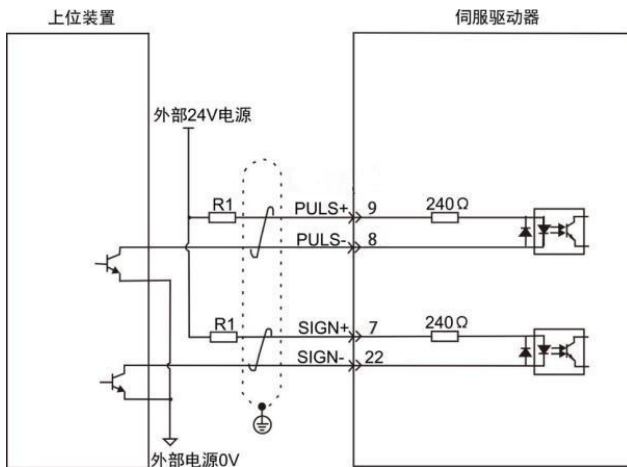 上位装置
伺服驱动器
外部24V电源
R1
PULS+
9
240Ω
PULS-
8
R1
SIGN+
7
240Ω
SIGN-
22
外部电源0V